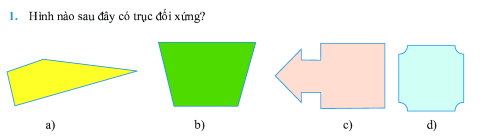 1. Hình nào sau đây có trục đối xứng?
a) b) c) d)